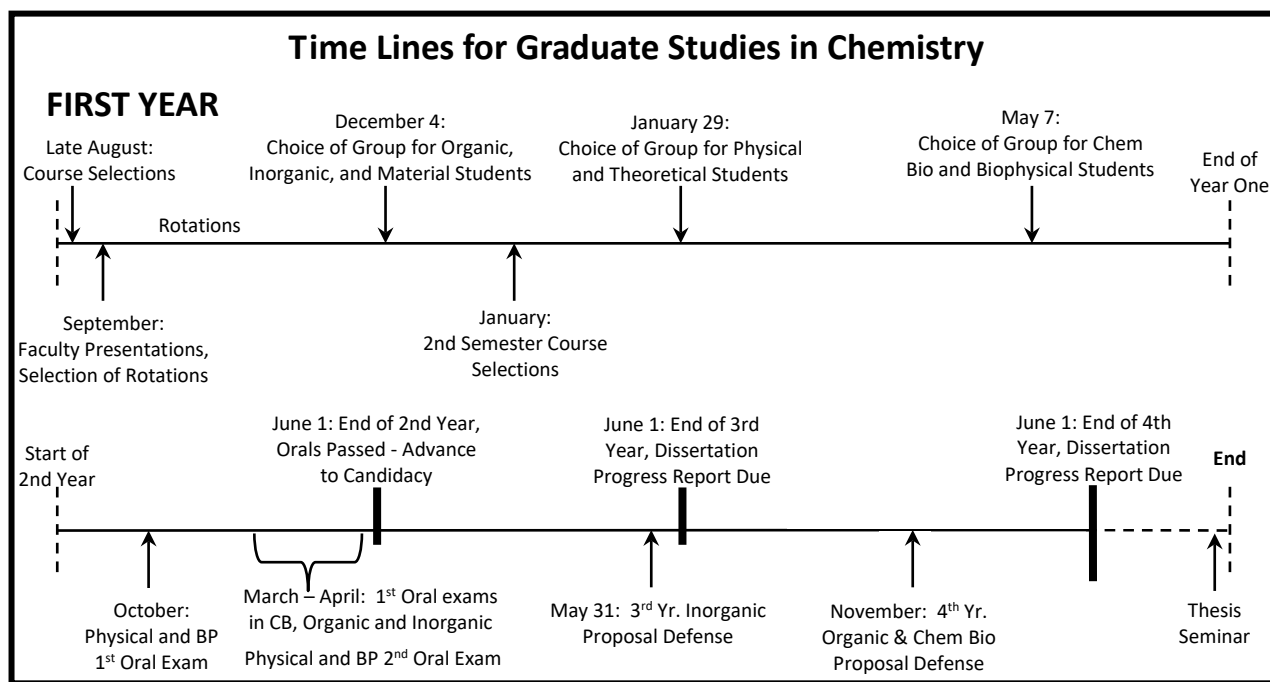 Time Lines for Graduate Studies in Chemistry
FIRST YEAR
Late August:
Course Selections
December 4:
Choice of Group for Organic,
Inorganic, and Material Students
January 29:
Choice of Group for Physical
and Theoretical Students
May 7:
Choice of Group for Chem
Bio and Biophysical Students
End of
Year One
Rotations
September:
Faculty Presentations,
Selection of Rotations
January:
2nd Semester Course
Selections
Start of
2nd Year
June 1: End of 2nd Year,
Orals Passed - Advance
to Candidacy
June 1: End of 3rd
Year, Dissertation
Progress Report Due
June 1: End of 4th
Year, Dissertation
Progress Report Due
End
October:
Physical and BP
1st Oral Exam
March – April: 1st Oral exams
in CB, Organic and Inorganic
Physical and BP 2nd Oral Exam
May 31: 3rd Yr. Inorganic
Proposal Defense
November: 4th Yr.
Organic & Chem Bio
Proposal Defense
Thesis
Seminar